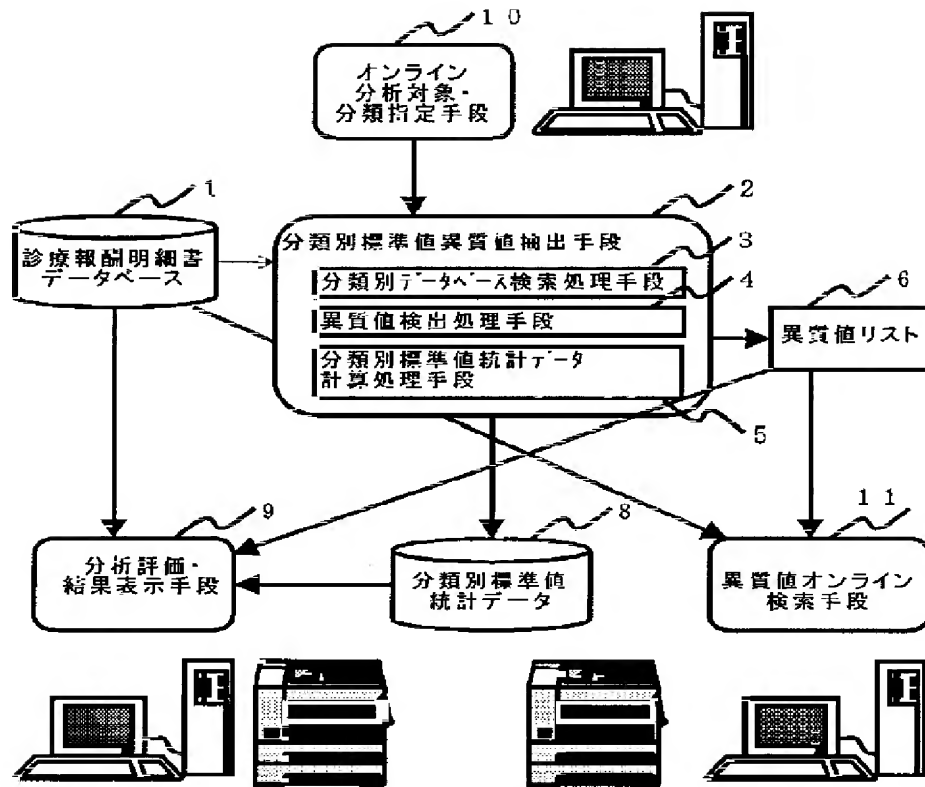 １０
オンライン
分析対象・
分類指定手段
１
診療報酬明細書
データベース
２
分類別標準値異質値検出手段
３
分類別データベース検索処理手段
４
異質値検出処理手段
分類別標準値統計データ
計算処理手段
５
６
異質値リスト
９
分析評価・
結果表示手段
８
分類別標準値
統計データ
１１
異質値オンライン
検索手段